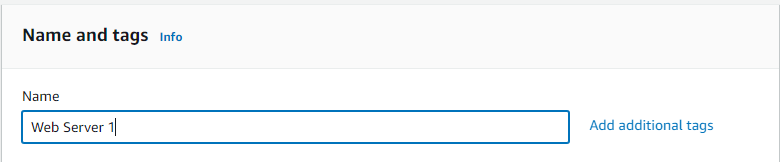 Name and tags Info
Name
Web Server 1
Add additional tags